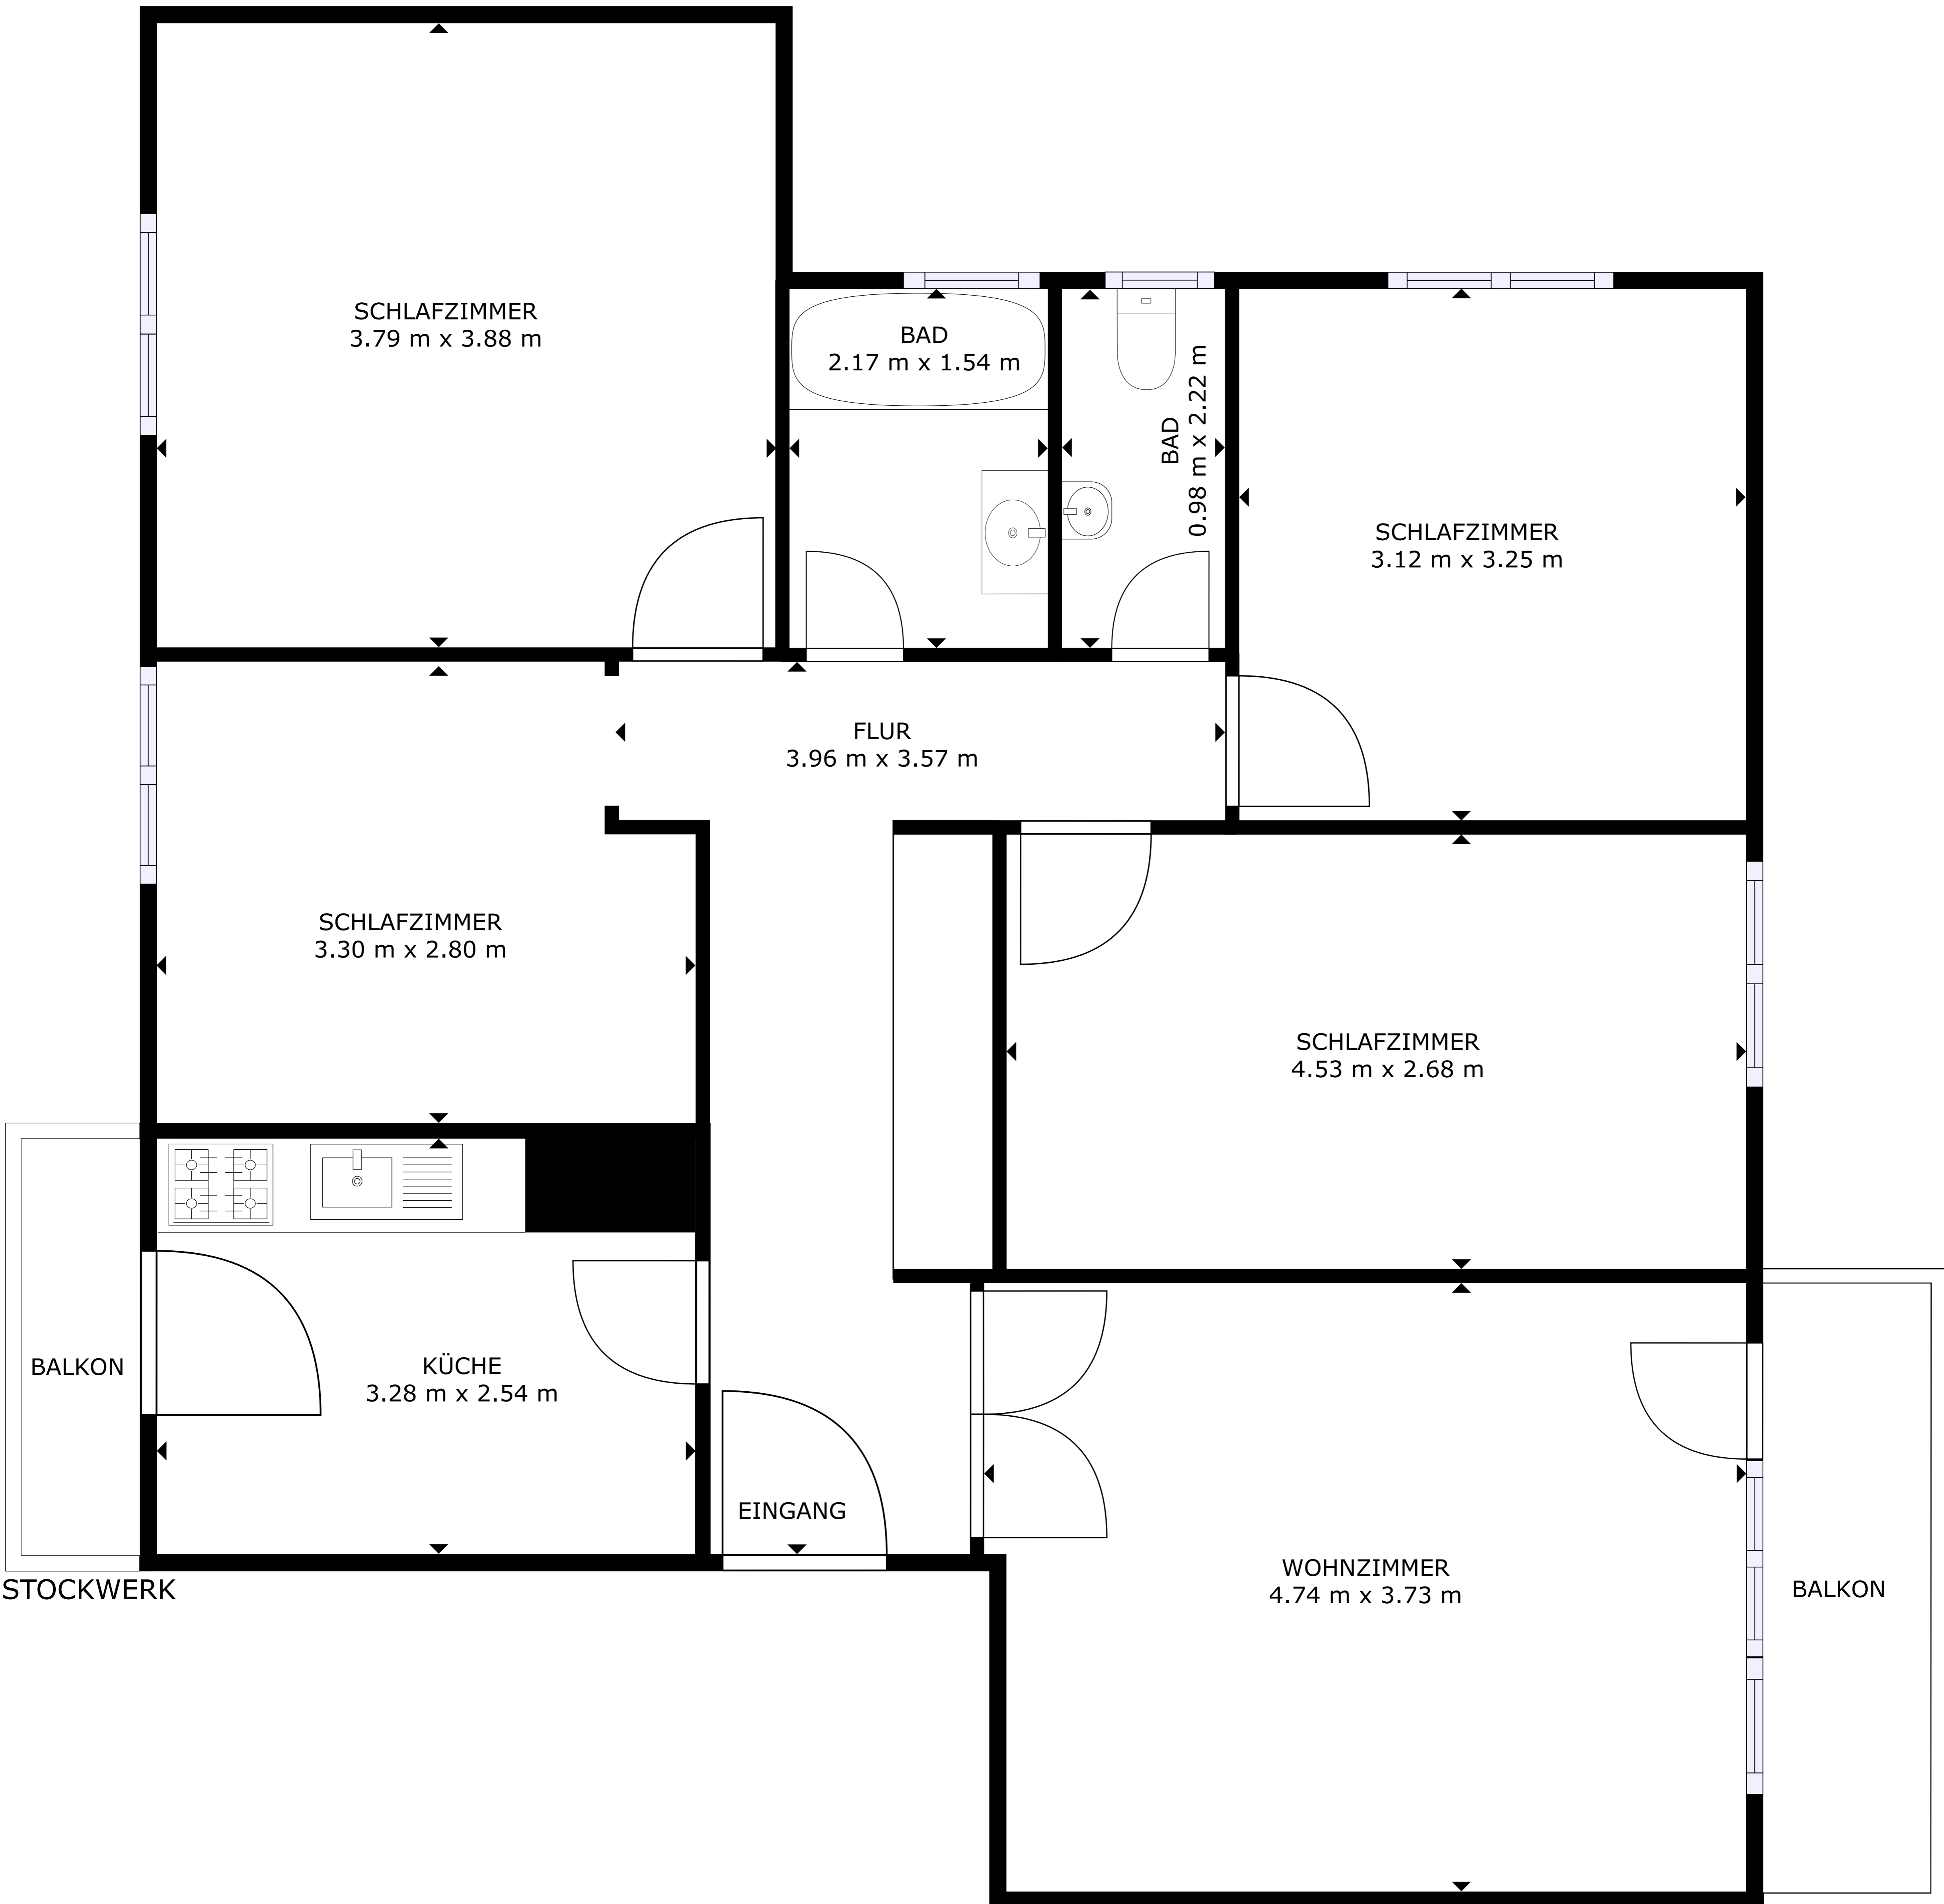 SCHLAFZIMMER
3.79 m x 3.88 m
BAD
2.17 m x 1.54 m
BAD
0.98 m x 2.22 m
SCHLAFZIMMER
3.12 m x 3.25 m
FLUR
3.96 m x 3.57 m
SCHLAFZIMMER
3.30 m x 2.80 m
SCHLAFZIMMER
4.53 m x 2.68 m
BALKON
KÜCHE
3.28 m x 2.54 m
EINGANG
WOHNZIMMER
4.74 m x 3.73 m
BALKON
STOCKWERK